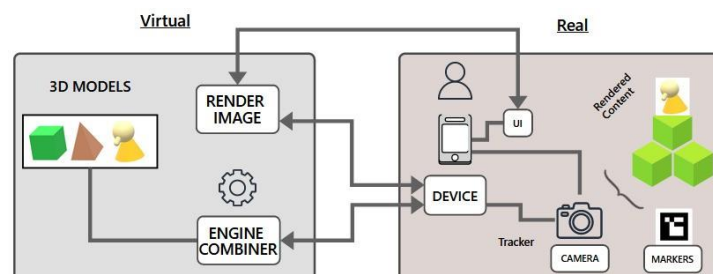 Virtual
Real
3D MODELS
RENDER
IMAGE
UI
Rendered
Content
ENGINE
COMBINER
DEVICE
Tracker
CAMERA
MARKERS